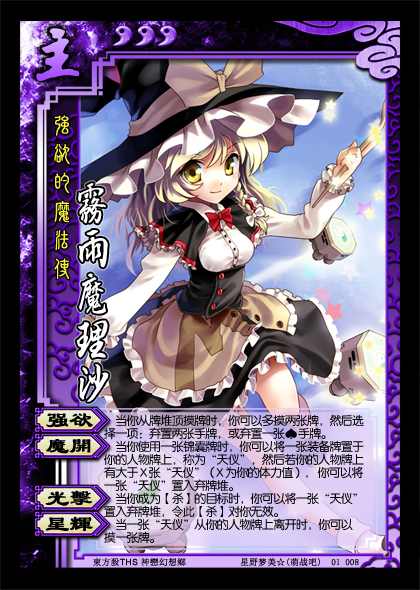 主
強欲的魔法使
霧雨魔理沙
强欲
当你从牌堆顶摸牌时，你可以多摸两张牌，然后选
择一项：弃置两张手牌，或弃置一张♠手牌。
魔開
当你使用一张锦囊牌时，你可以将一张装备牌置于
你的人物牌上，称为“天仪”，然后若你的人物牌上
有大于X张“天仪”（X为你的体力值），你可以将
一张“天仪”置入弃牌堆。
光擊
当你成为【杀】的目标时，你可以将一张“天仪”
置入弃牌堆，令此【杀】对你无效。
星輝
当一张“天仪”从你的人物牌上离开时，你可以
摸一张牌。
東方殺THS 神戀幻想鄉
星野梦美☆(萌战吧) 01 008